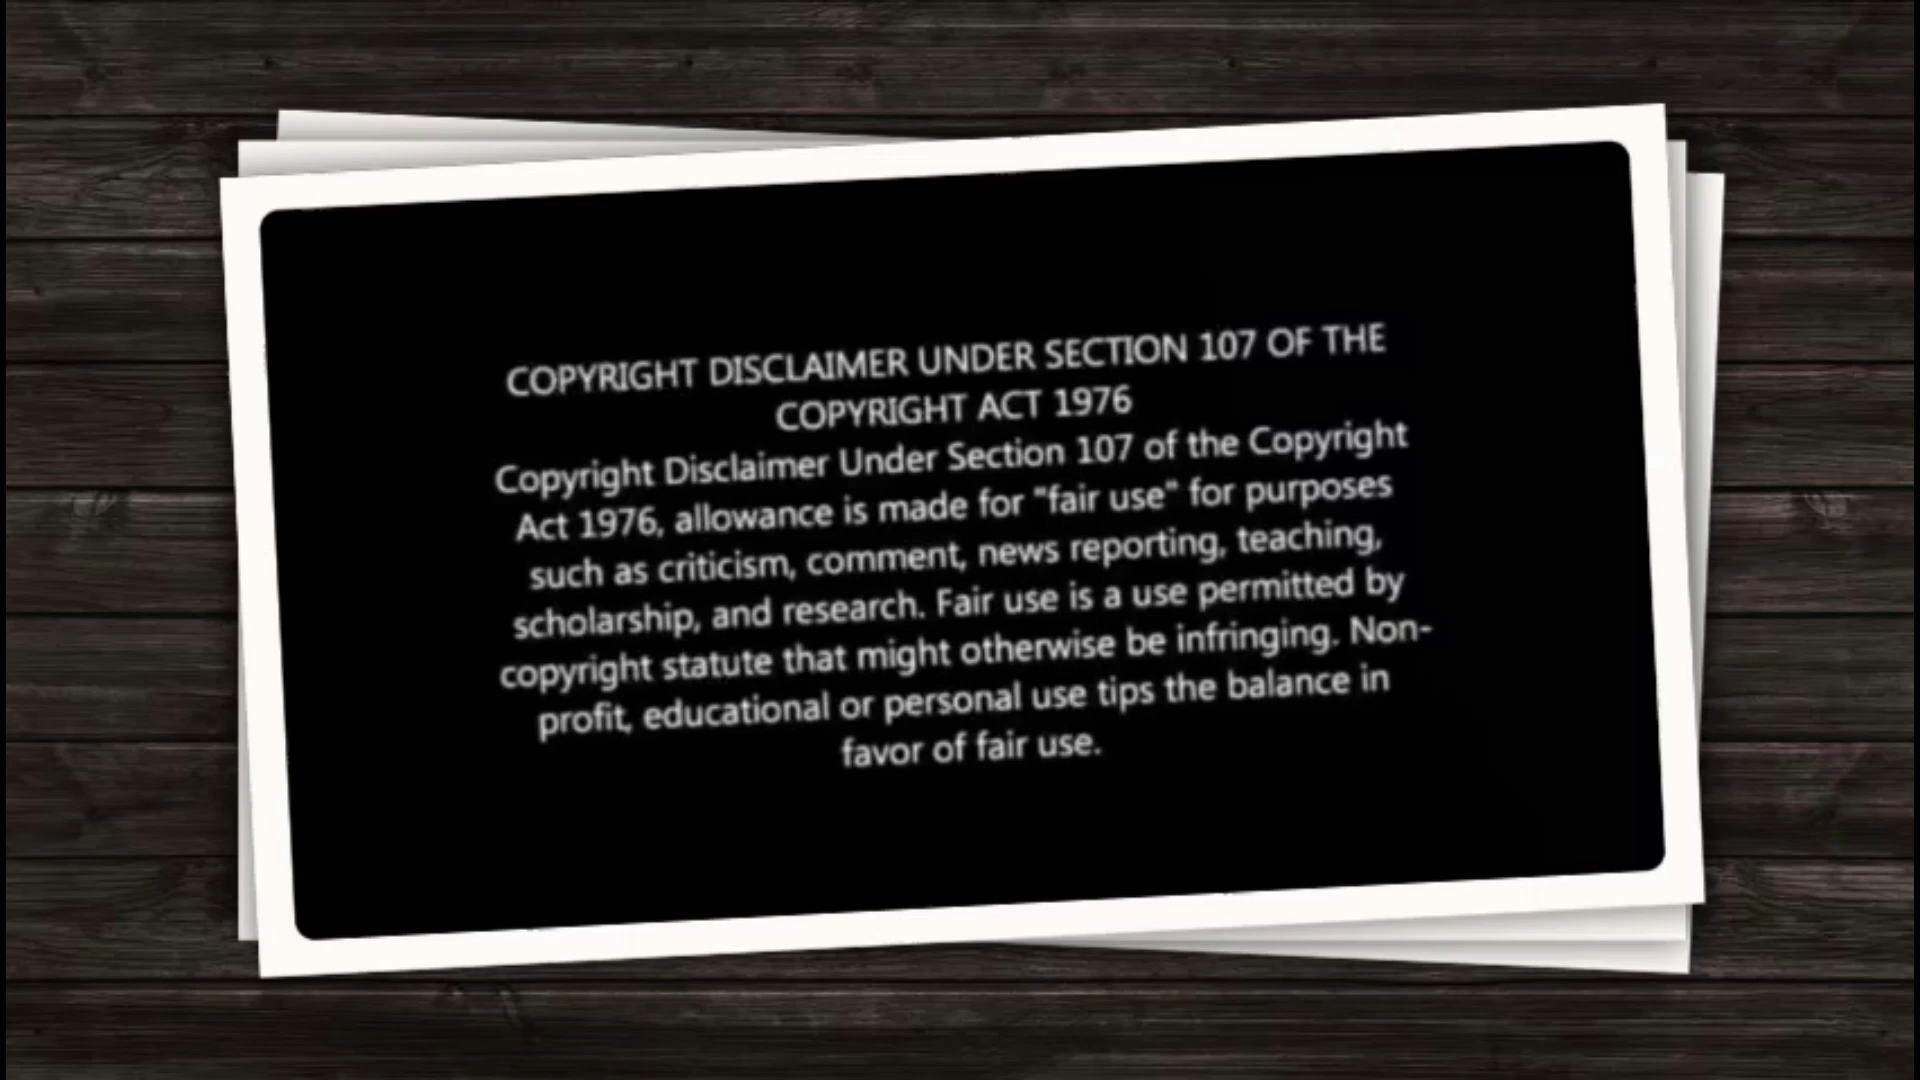 COPYRIGHT DISCLAIMER UNDER SECTION 107 OF THE
COPYRIGHT ACT 1976
Copyright Disclaimer Under Section 107 of the Copyright
Act 1976, allowance is made for "fair use" for purposes
such as criticism, comment, news reporting, teaching,
scholarship, and research. Fair use is a use permitted by
copyright statute that might otherwise be infringing. Non-
profit, educational or personal use tips the balance in
favor of fair use.